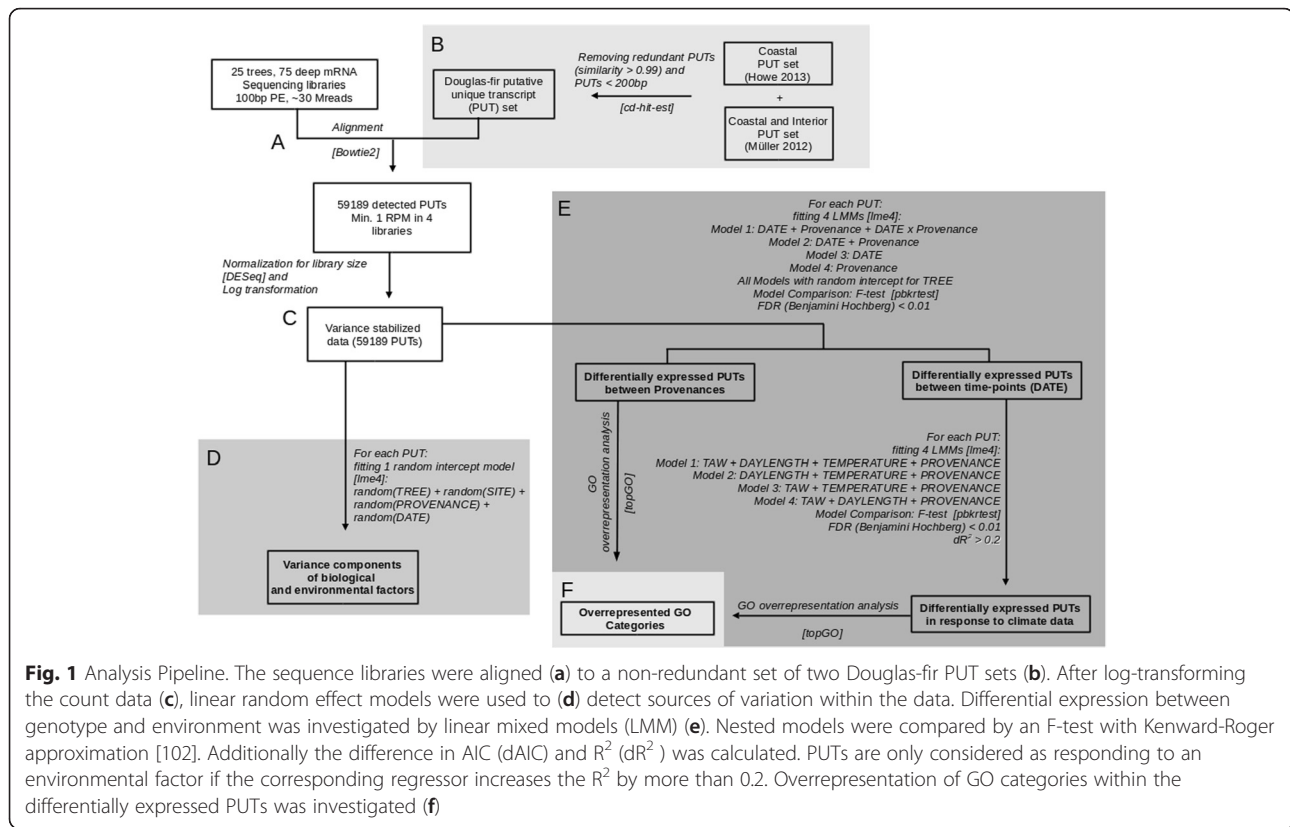 B
25 trees, 75 deep mRNA
Sequencing libraries
100bp PE, ~30 Mreads
Douglas-fir putative
unique transcript
(PUT) set
Removing redundant PUTs
(similarity > 0.99) and
PUTs < 200bp
[cd-hit-est]
Coastal
PUT set
(Howe 2013)
+
Coastal and Interior
PUT set
(Müller 2012)
A
Alignment
[Bowtie2]
59189 detected PUTs
Min. 1 RPM in 4
libraries
Normalization for library size
[DESeq] and
Log transformation
C
Variance stabilized
data (59189 PUTs)
E
For each PUT:
fitting 4 LMMs [lme4]:
Model 1: DATE + Provenance + DATE x Provenance
Model 2: DATE + Provenance
Model 3: DATE
Model 4: Provenance
All Models with random intercept for TREE
Model Comparison: F-test [pbkrtest]
FDR (Benjamini Hochberg) < 0.01
Differentially expressed PUTs
between Provenances
Differentially expressed PUTs
between time-points (DATE)
GO
overrepresentation analysis
[topGO]
For each PUT:
fitting 4 LMMs [lme4]:
Model 1: TAW + DAYLENGTH + TEMPERATURE + PROVENANCE
Model 2: DAYLENGTH + TEMPERATURE + PROVENANCE
Model 3: TAW + TEMPERATURE + PROVENANCE
Model 4: TAW + DAYLENGTH + PROVENANCE
Model Comparison: F-test [pbkrtest]
FDR (Benjamini Hochberg) < 0.01
dR² > 0.2
D
For each PUT:
fitting 1 random intercept model
[lme4]:
random(TREE) + random(SITE) +
random(PROVENANCE) +
random(DATE)
Variance components
of biological
and environmental factors
F
Overrepresented GO
Categories
GO overrepresentation analysis
[topGO]
Differentially expressed PUTs
in response to climate data
Fig. 1 Analysis Pipeline. The sequence libraries were aligned (a) to a non-redundant set of two Douglas-fir PUT sets (b). After log-transforming
the count data (c), linear random effect models were used to (d) detect sources of variation within the data. Differential expression between
genotype and environment was investigated by linear mixed models (LMM) (e). Nested models were compared by an F-test with Kenward-Roger
approximation [102]. Additionally the difference in AIC (dAIC) and R² (dR² ) was calculated. PUTs are only considered as responding to an
environmental factor if the corresponding regressor increases the R² by more than 0.2. Overrepresentation of GO categories within the
differentially expressed PUTs was investigated (f)